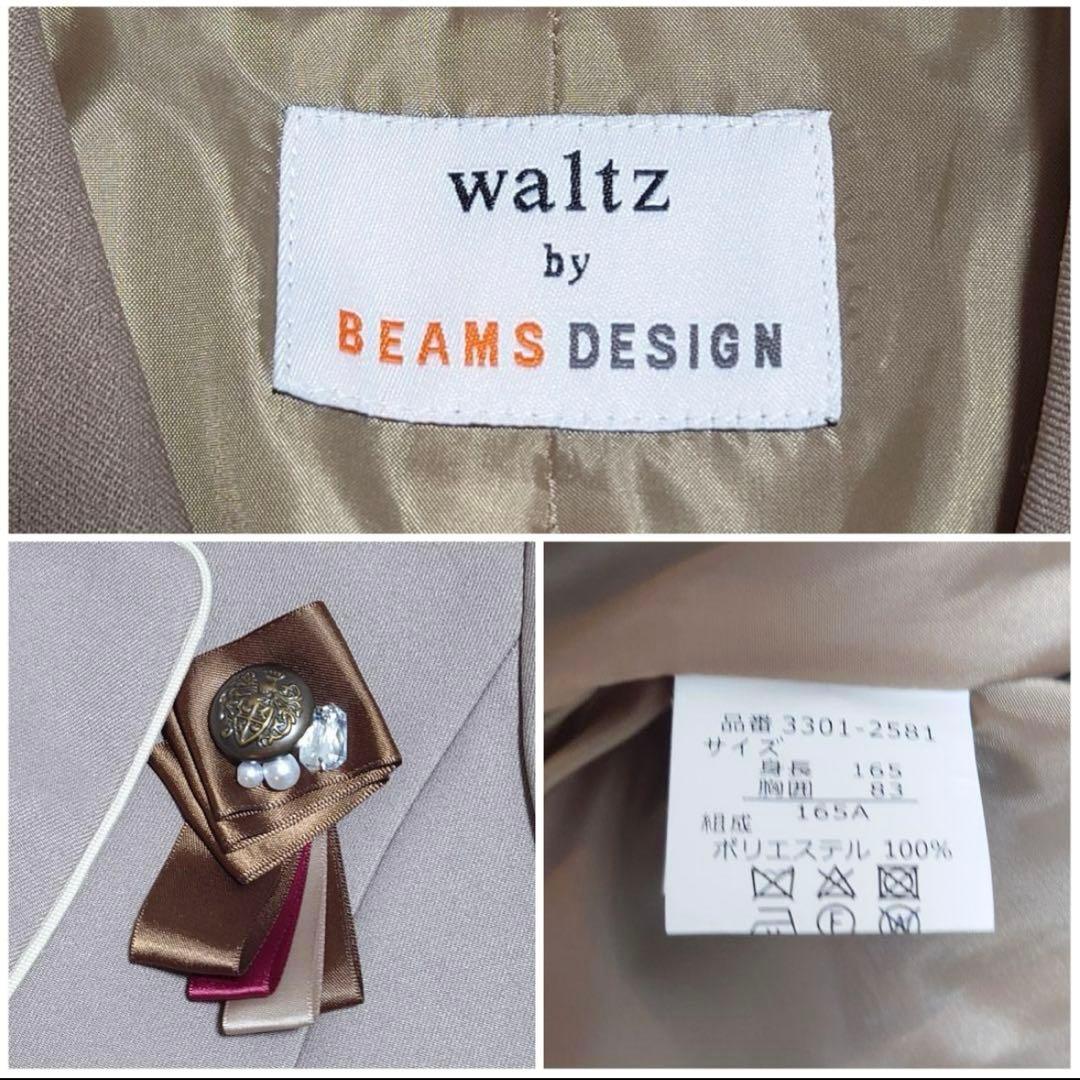 waltz
by
BEAMS DESIGN
品番 3301-2581
サイズ
身長 165
胸囲 83
165A
組成
ポリエステル 100%
F
W